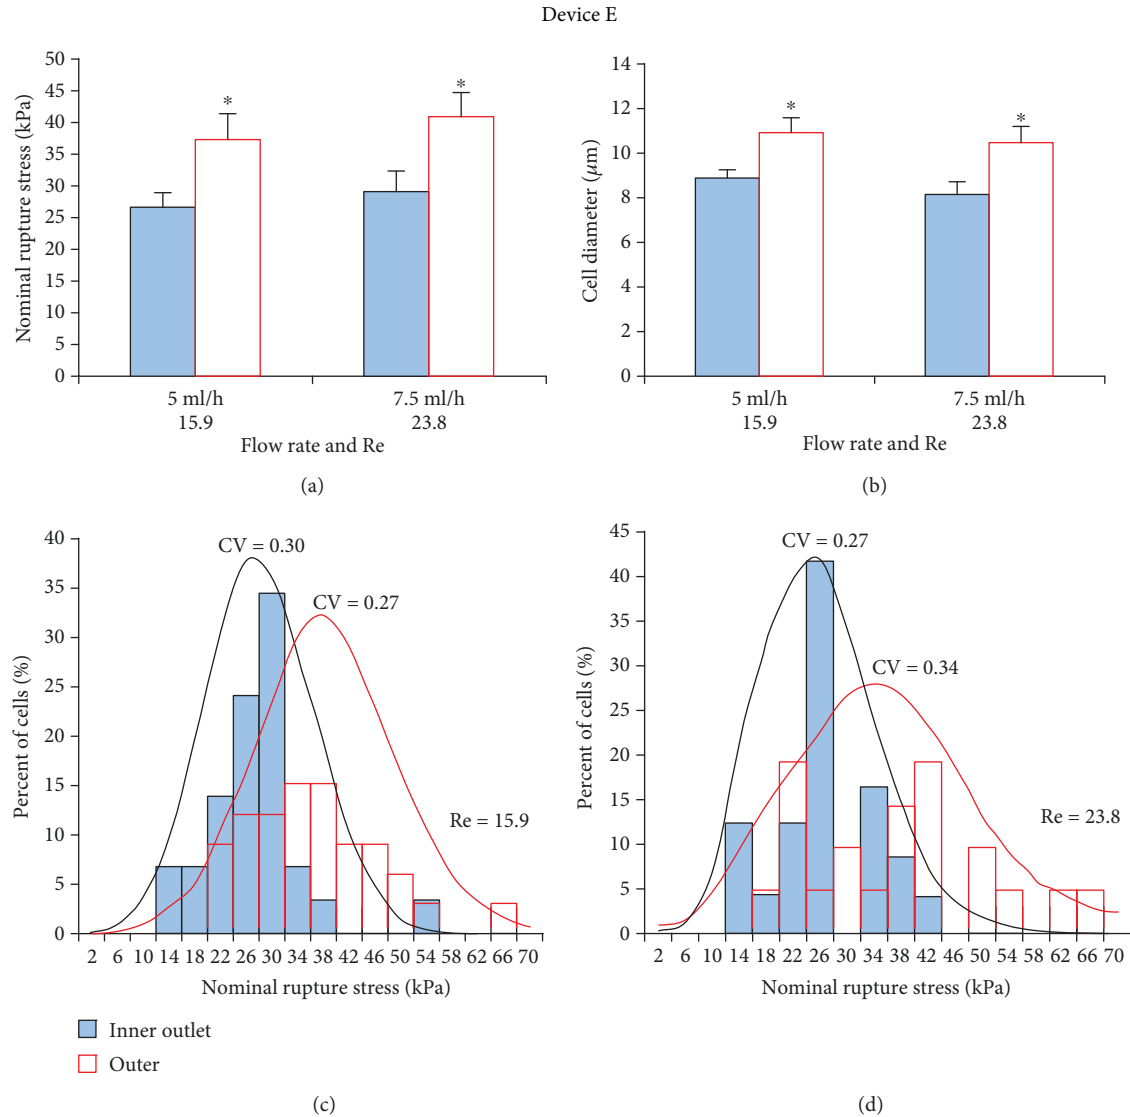 Device E
Nominal rupture stress (kPa)
50
45
40
35
30
25
20
15
10
5
0
*
*
5 ml/h
7.5 ml/h
15.9
23.8
Flow rate and Re
(a)
Cell diameter (μm)
14
12
10
8
6
4
2
0
*
*
5 ml/h
7.5 ml/h
15.9
23.8
Flow rate and Re
(b)
Percent of cells (%)
40
35
30
25
20
15
10
5
0
CV = 0.30
CV = 0.27
Re = 15.9
2 6 10 14 18 22 26 30 34 38 42 46 50 54 58 62 66 70
Nominal rupture stress (kPa)
Inner outlet
Outer
(c)
Percent of cells (%)
45
40
35
30
25
20
15
10
5
0
CV = 0.27
CV = 0.34
Re = 23.8
2 6 10 14 18 22 26 30 34 38 42 46 50 54 58 62 66 70
Nominal rupture stress (kPa)
(d)